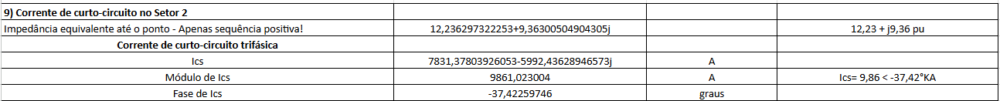 9) Corrente de curto-circuito no Setor 2
Impedância equivalente até o ponto - Apenas sequência positiva! 12,236297322253+9,36300504904305j 12,23 + j9,36 pu
Corrente de curto-circuito trifásica
Ics 7831,37803926053-5992,43628946573j A
Módulo de Ics 9861,023004 A Ics= 9,86 < -37,42°KA
Fase de Ics -37,42259746 graus